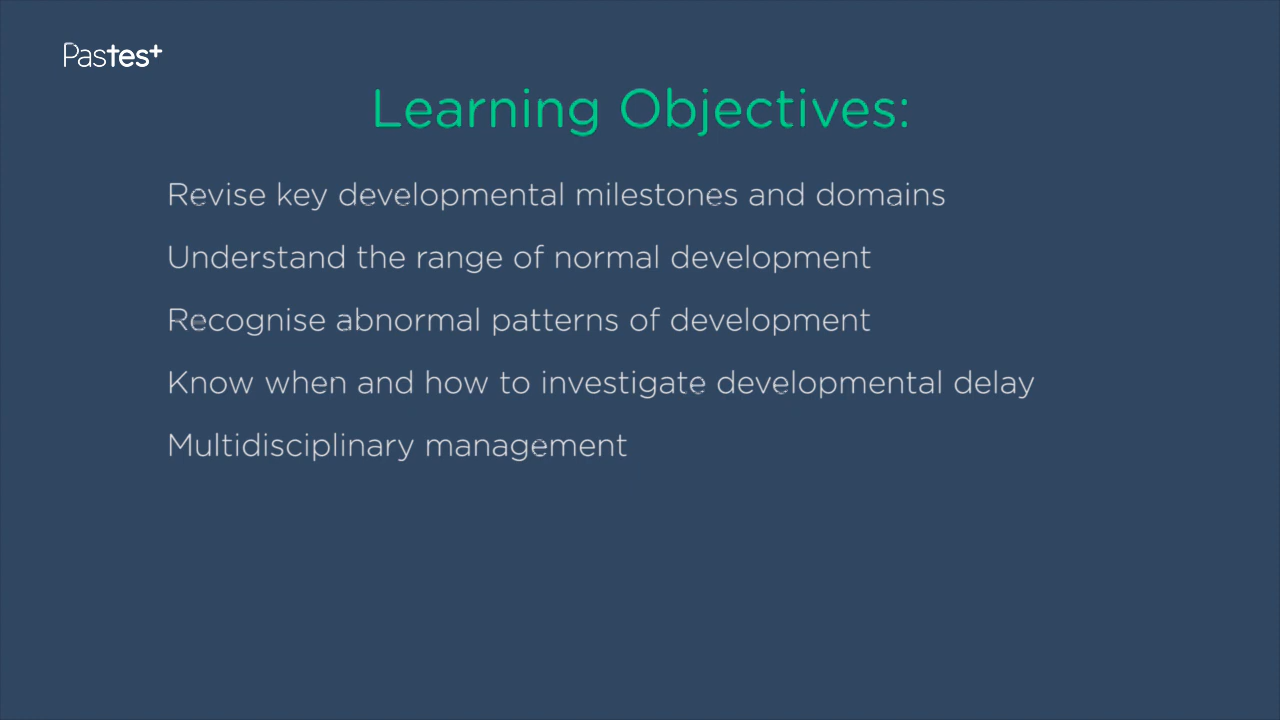 Pastest
Learning Objectives:
Revise key developmental milestones and domains
Understand the range of normal development
Recognise abnormal patterns of development
Know when and how to investigate developmental delay
Multidisciplinary management